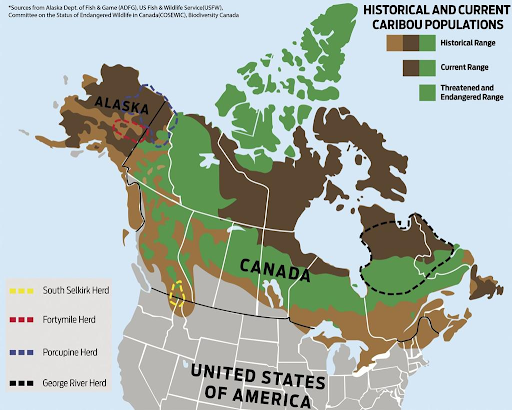 *Sources from Alaska Dept. of Fish & Game (ADFG), US Fish & Wildlife Service(USFW),
Committee on the Status of Endangered Wildlife in Canada(COSEWIC), Biodiversity Canada
HISTORICAL AND CURRENT
CARIBOU POPULATIONS
Historical Range
Current Range
Threatened and
Endangered Range
ALASKA
CANADA
South Selkirk Herd
Fortymile Herd
Porcupine Herd
George River Herd
UNITED STATES
OF AMERICA